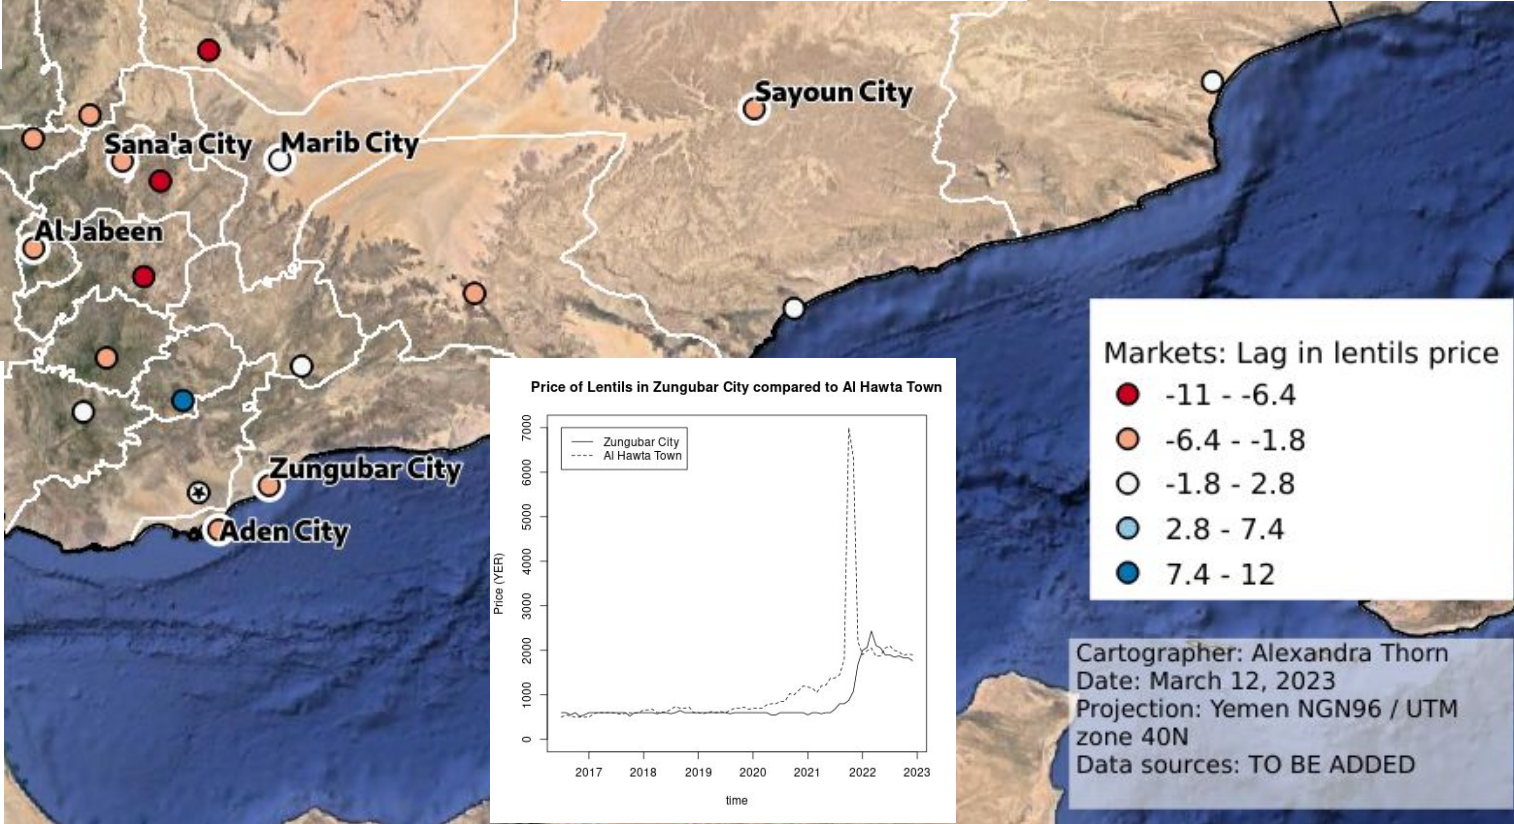 Sayoun City
Sana'a City
Marib City
Al Jabeen
Zungubar City
Aden City
Price of Lentils in Zungubar City compared to Al Hawta Town
Zungubar City
Al Hawta Town
Price (YER)
7000
6000
5000
4000
3000
2000
1000
0
2017 2018 2019 2020 2021 2022 2023
time
Markets: Lag in lentils price
-11 - -6.4
-6.4 - -1.8
-1.8 - 2.8
2.8 - 7.4
7.4 - 12
Cartographer: Alexandra Thorn
Date: March 12, 2023
Projection: Yemen NGN96 / UTM
zone 40N
Data sources: TO BE ADDED